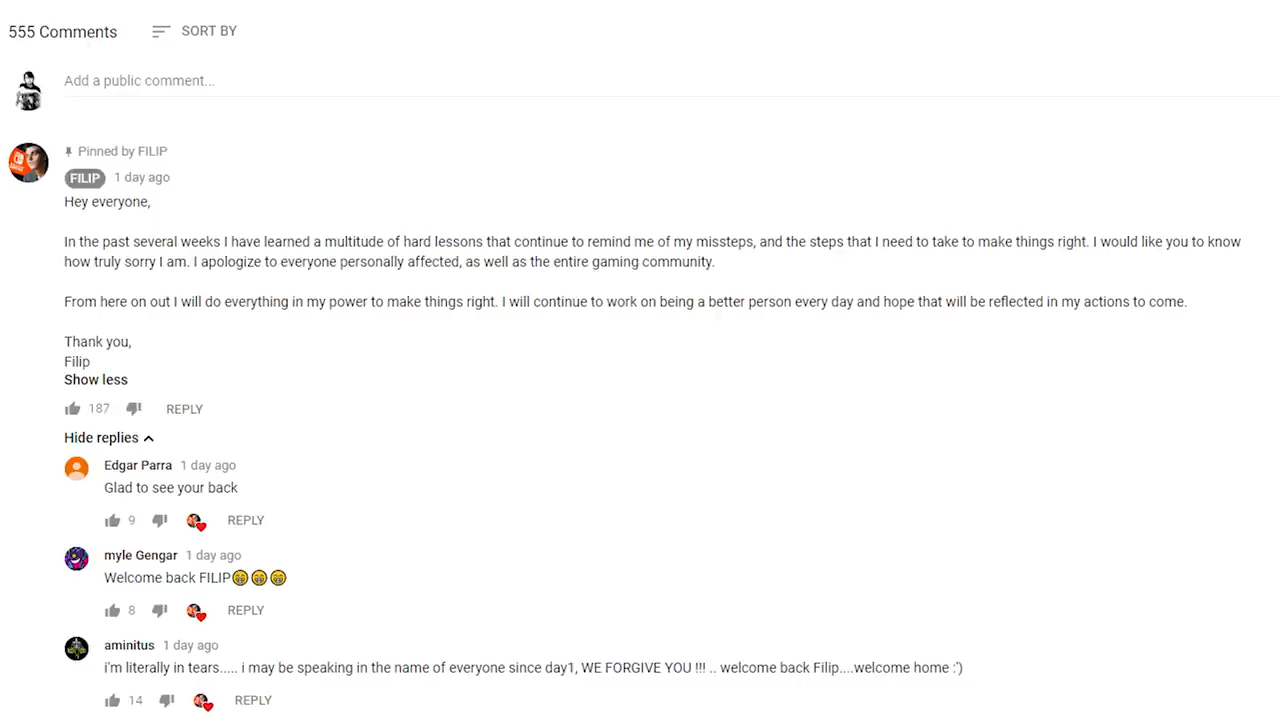 555 Comments
SORT BY
Add a public comment...
Pinned by FILIP
FILIP 1 day ago
Hey everyone,
In the past several weeks I have learned a multitude of hard lessons that continue to remind me of my missteps, and the steps that I need to take to make things right. I would like you to know
how truly sorry I am. I apologize to everyone personally affected, as well as the entire gaming community.
From here on out I will do everything in my power to make things right. I will continue to work on being a better person every day and hope that will be reflected in my actions to come.
Thank you,
Filip
Show less
187 REPLY
Hide replies
Edgar Parra 1 day ago
Glad to see your back
9 REPLY
myle Gengar 1 day ago
Welcome back FILIP😁😁😁
8 REPLY
aminitus 1 day ago
i'm literally in tears..... i may be speaking in the name of everyone since day1, WE FORGIVE YOU !!! .. welcome back Filip....welcome home :')
14 REPLY